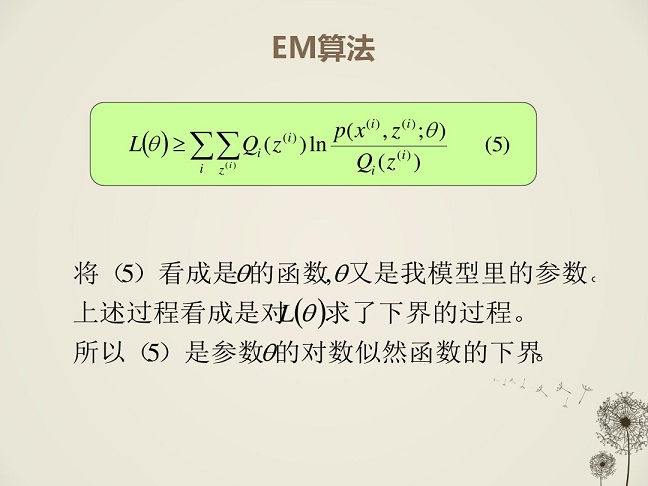 EM算法
L(θ) ≥ ∑_i ∑_{z^{(i)}} Q_i(z^{(i)}) ln \frac{p(x^{(i)}, z^{(i)}; θ)}{Q_i(z^{(i)})} (5)
将（5）看成是θ的函数,θ又是我模型里的参数。
上述过程看成是对L(θ)求了下界的过程。
所以（5）是参数θ的对数似然函数的下界。